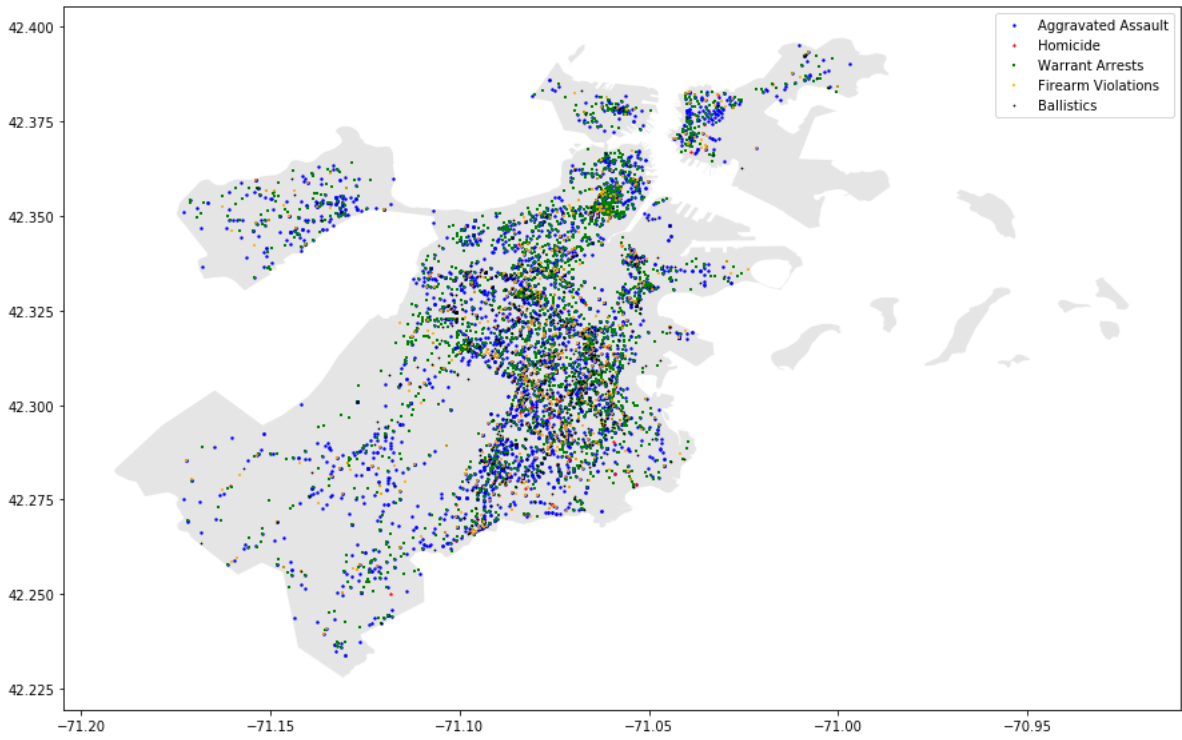 42.400
42.375
42.350
42.325
42.300
42.275
42.250
42.225
−71.20
−71.15
−71.10
−71.05
−71.00
−70.95
Aggravated Assault
Homicide
Warrant Arrests
Firearm Violations
Ballistics